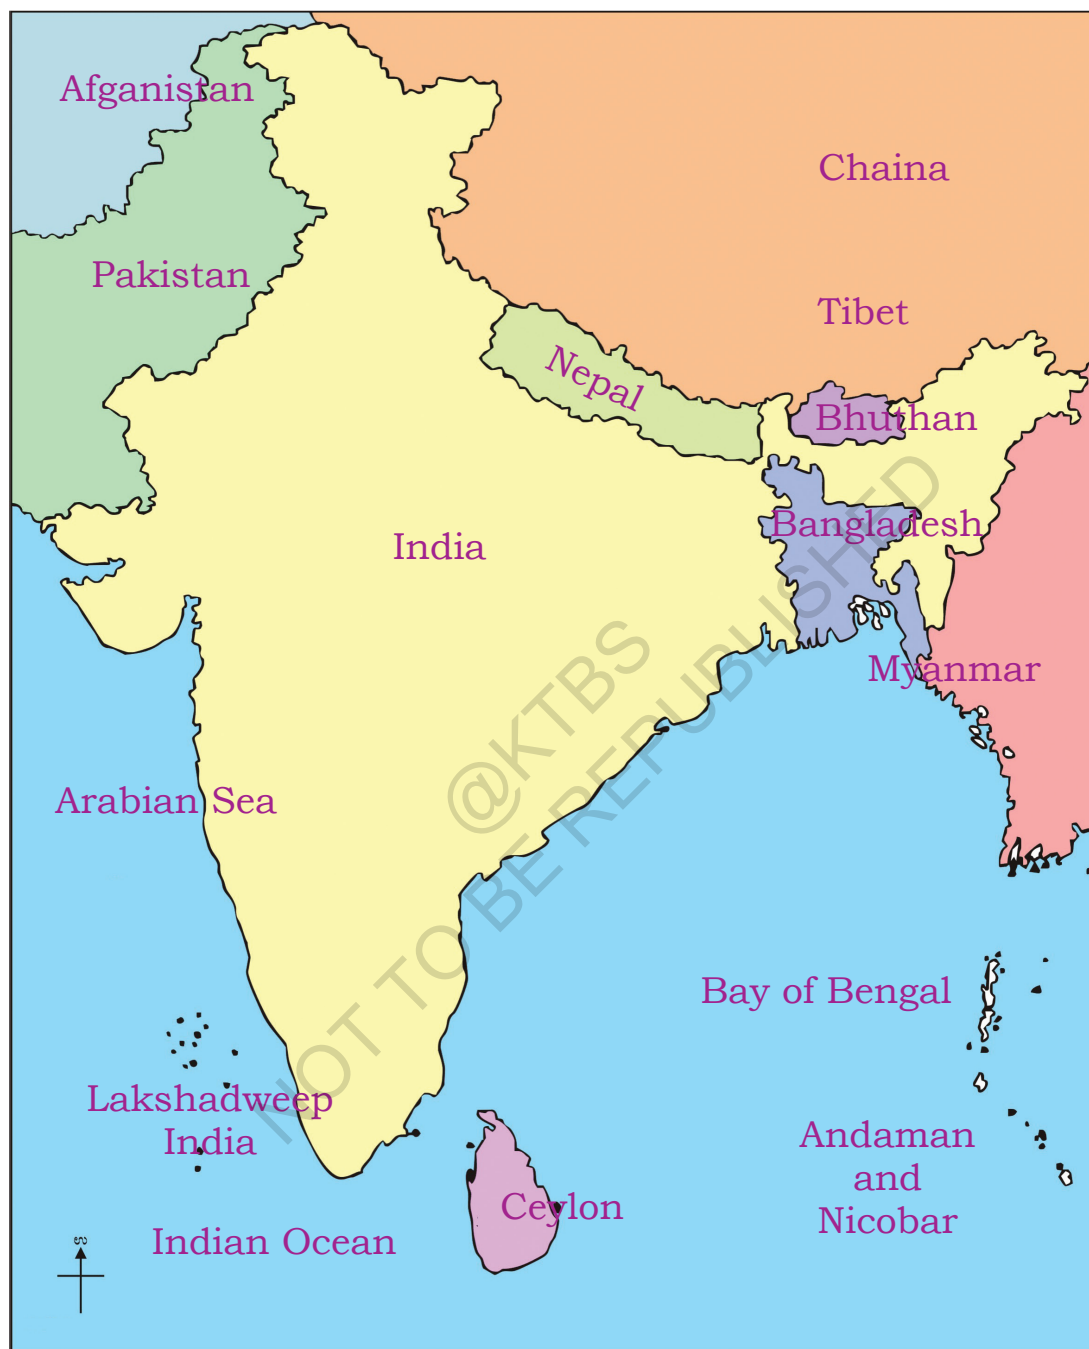 Afganistan
Chaina
Pakistan
Tibet
Nepal
Bhuthan
India
Bangladesh
Myanmar
Arabian Sea
@KTBS
NOT TO BE REPUBLISHED
Bay of Bengal
Lakshadweep
India
Andaman
and
Nicobar
Ceylon
Indian Ocean